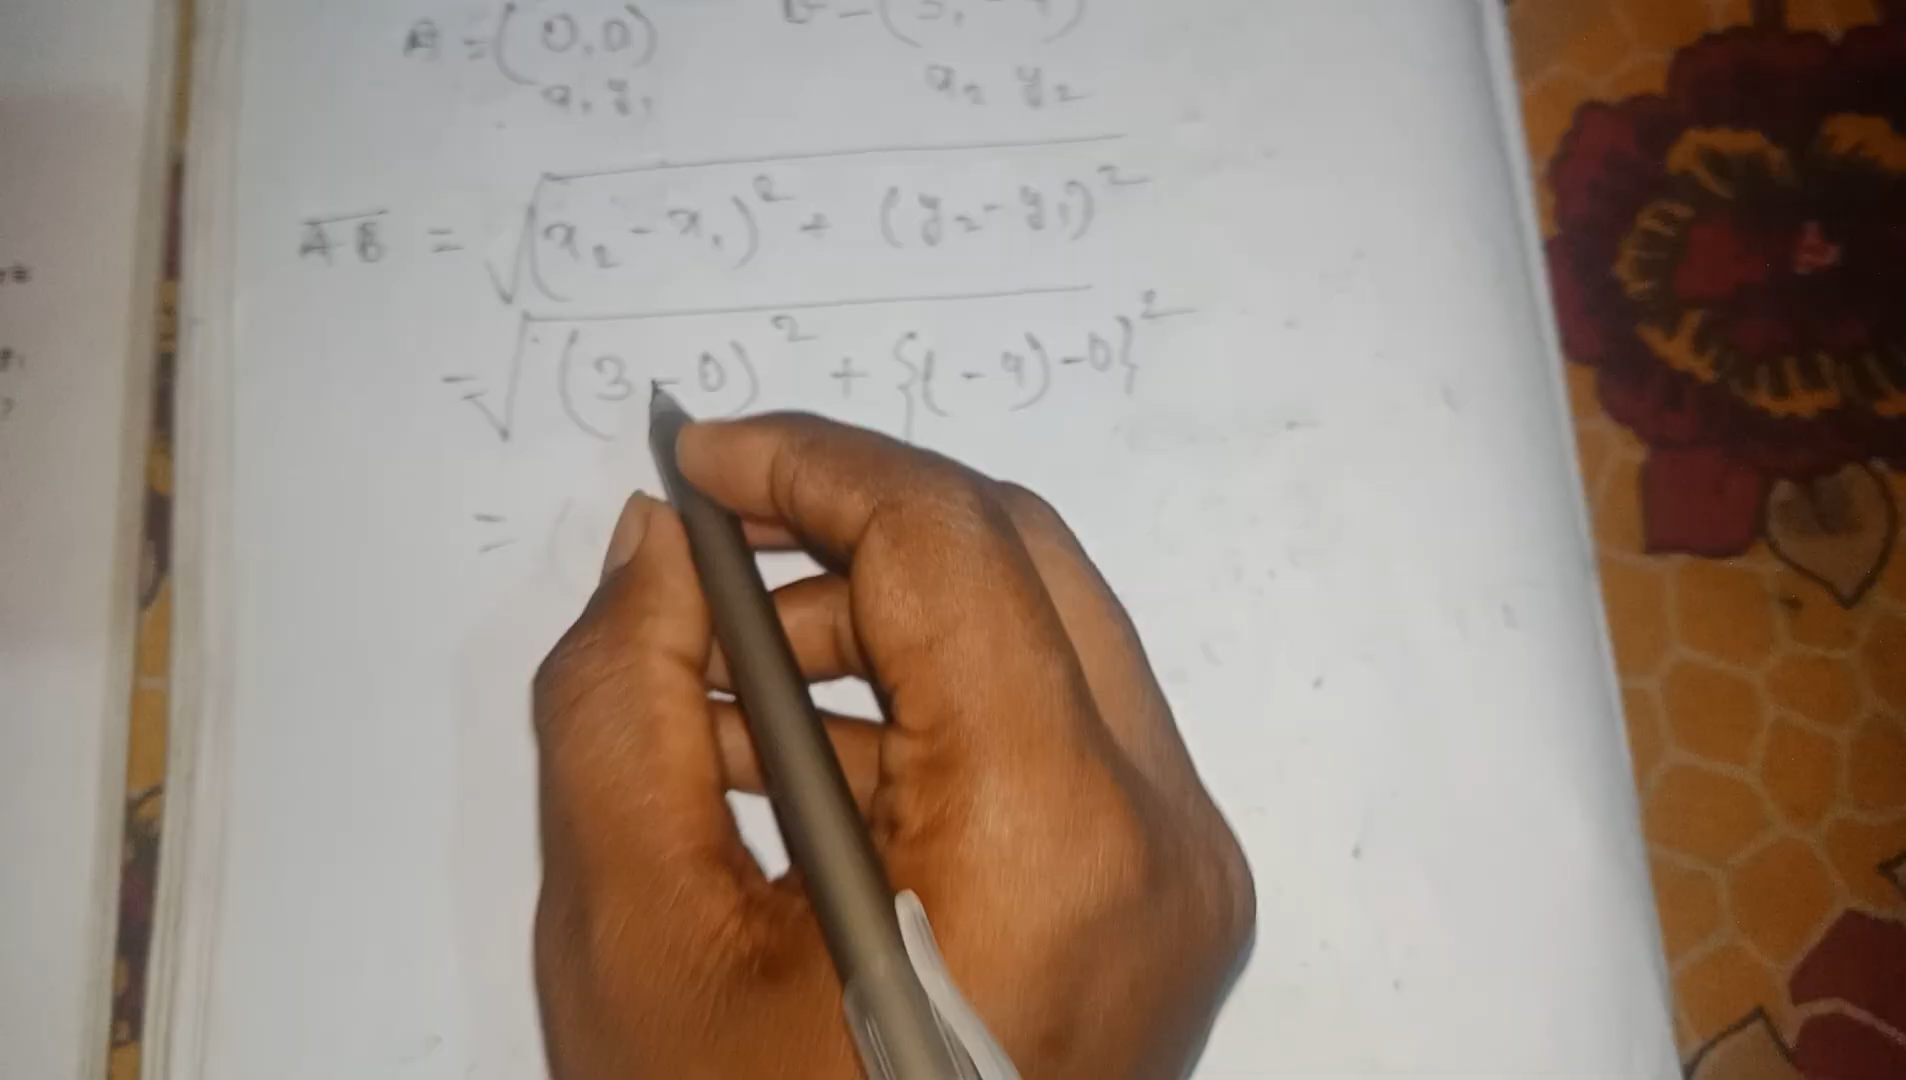 A = (0,0)
x₁ y₁ x₂ y₂
AB = √(x₂ - x₁)² + (y₂ - y₁)²
= √(3 - 0)² + {(-4) - 0}²
=